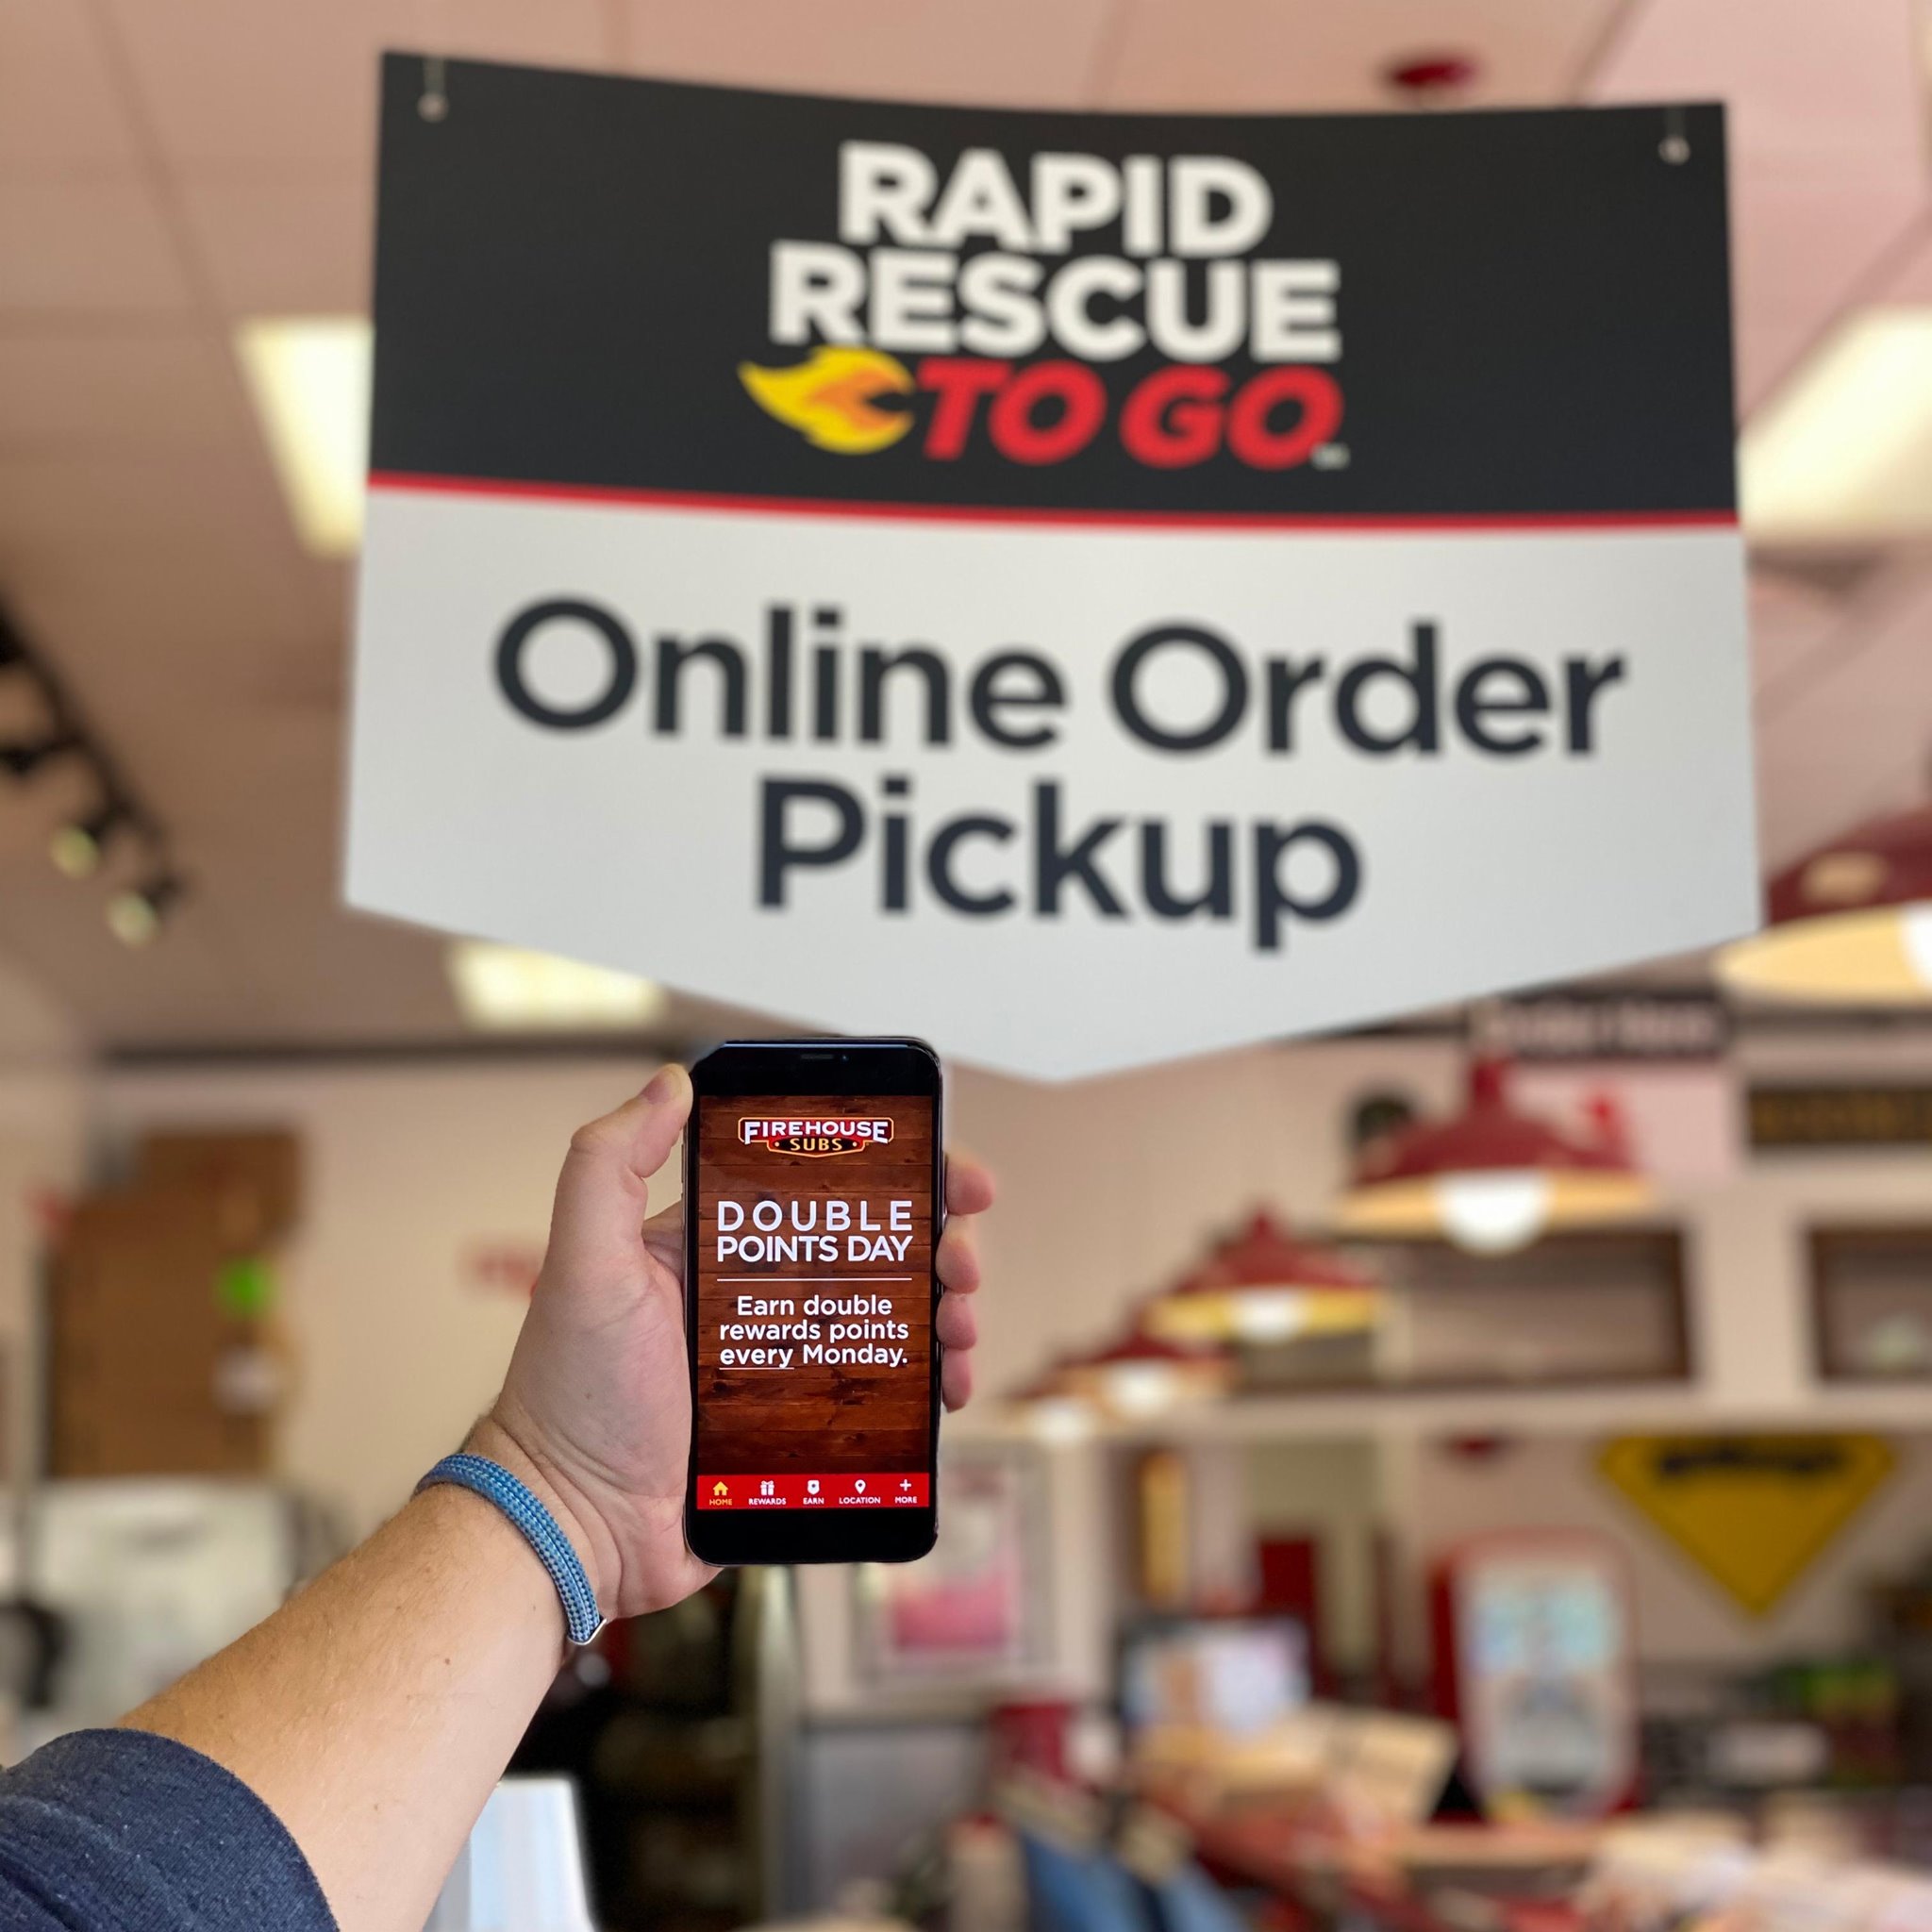 RAPID
RESCUE
TO GO
Online Order
Pickup
FIREHOUSE
SUBS
DOUBLE
POINTS DAY
Earn double
rewards points
every Monday.
HOME REWARDS EARN LOCATION MORE